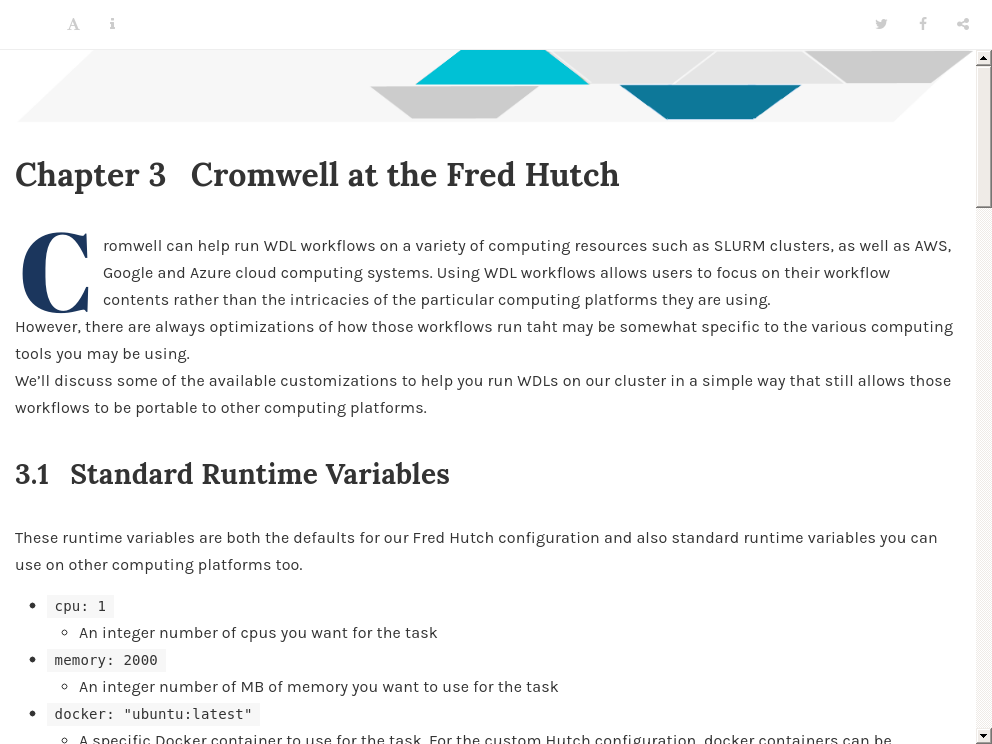 Chapter 3 Cromwell at the Fred Hutch
Cromwell can help run WDL workflows on a variety of computing resources such as SLURM clusters, as well as AWS,
Google and Azure cloud computing systems. Using WDL workflows allows users to focus on their workflow
contents rather than the intricacies of the particular computing platforms they are using.
However, there are always optimizations of how those workflows run taht may be somewhat specific to the various computing
tools you may be using.
We’ll discuss some of the available customizations to help you run WDLs on our cluster in a simple way that still allows those
workflows to be portable to other computing platforms.
3.1 Standard Runtime Variables
These runtime variables are both the defaults for our Fred Hutch configuration and also standard runtime variables you can
use on other computing platforms too.
cpu: 1
An integer number of cpus you want for the task
memory: 2000
An integer number of MB of memory you want to use for the task
docker: "ubuntu:latest"
A specific Docker container to use for the task. For the custom Hutch configuration, docker containers can be